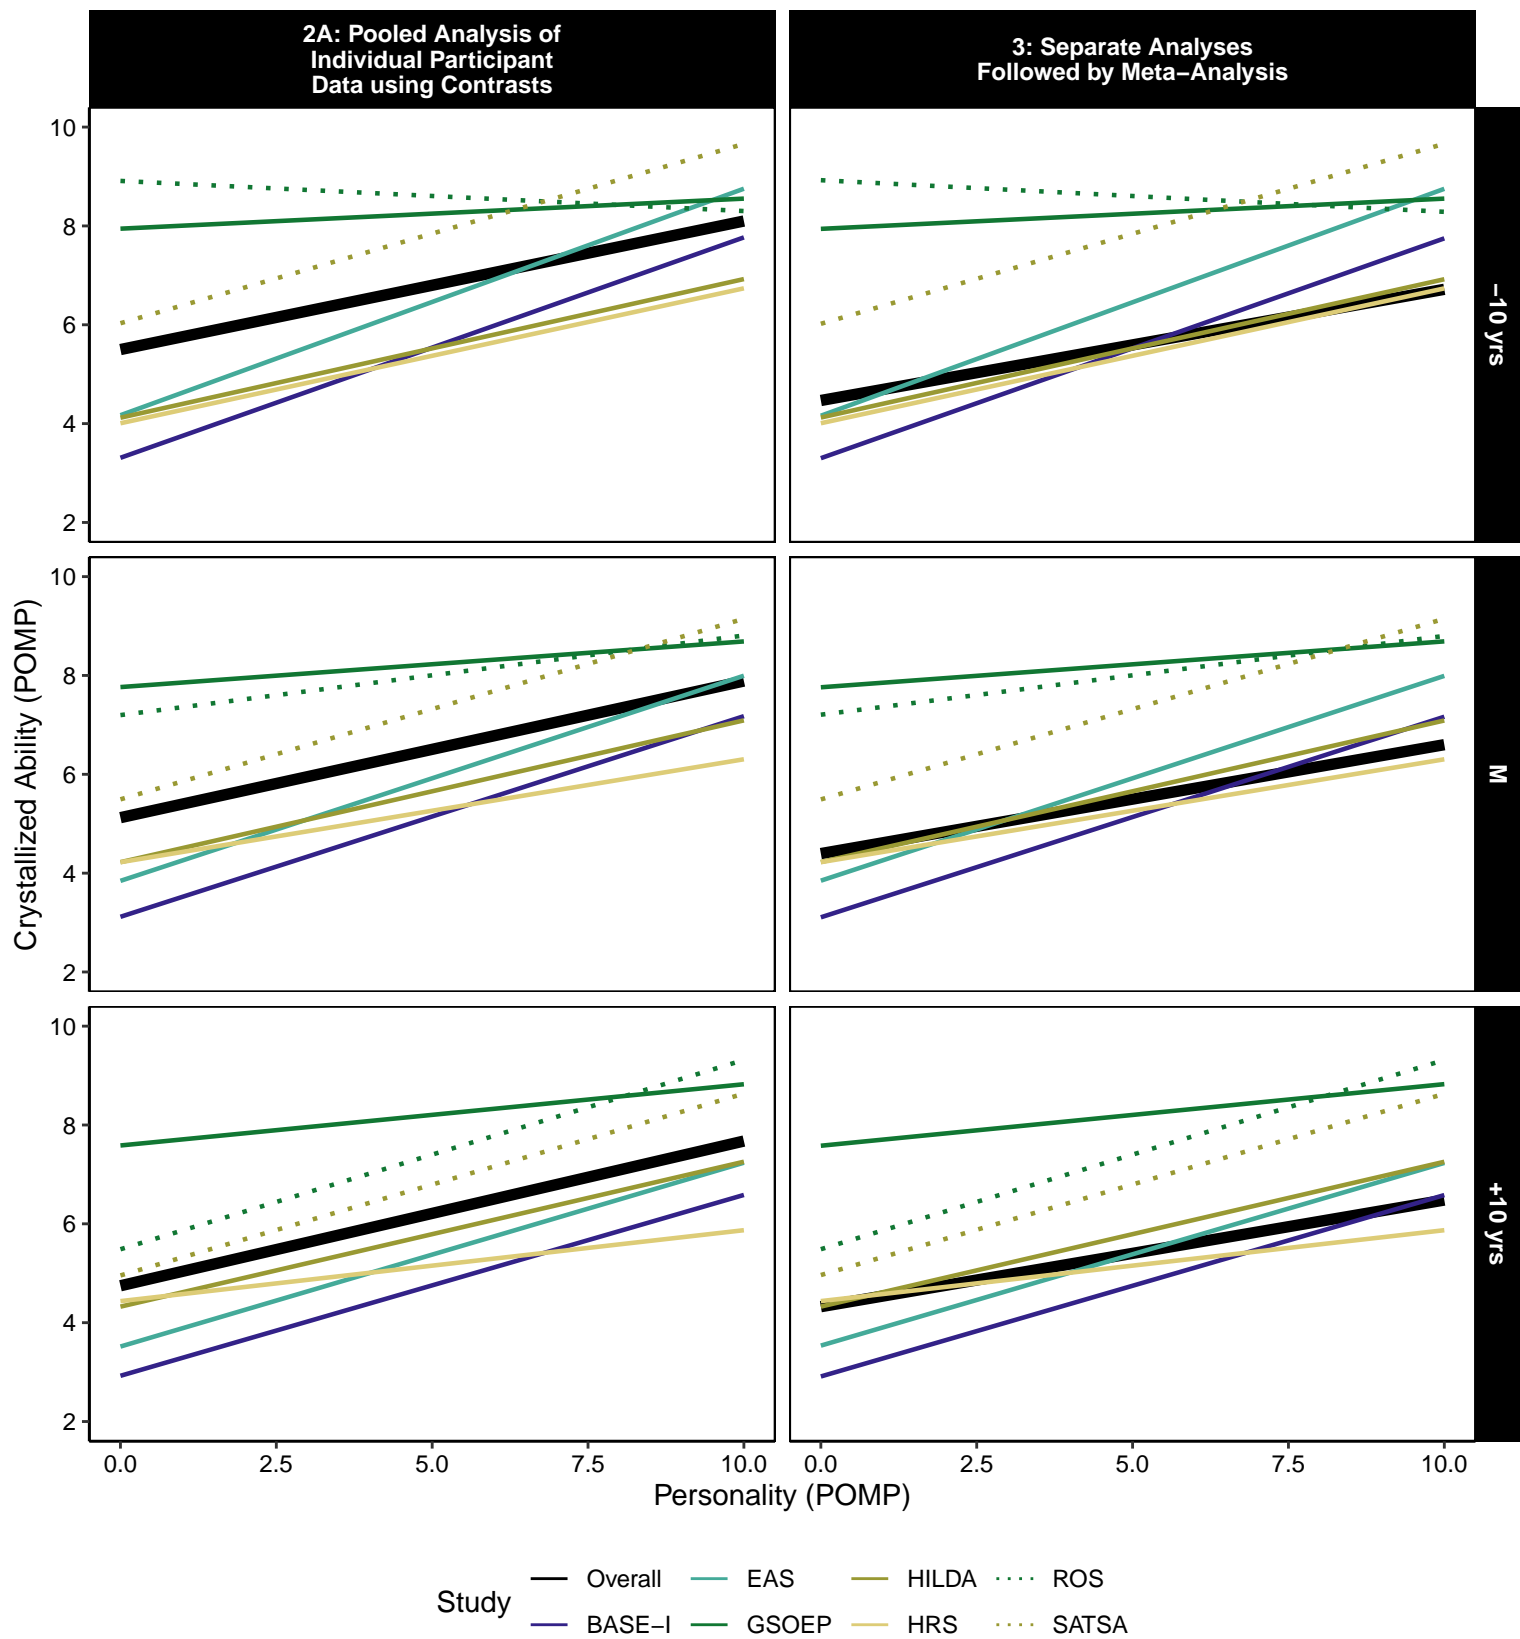 2A: Pooled Analysis of
Individual Participant
Data using Contrasts
3: Separate Analyses
Followed by Meta−Analysis
10
8
6
4
2
−10 yrs
10
8
6
4
2
M
10
8
6
4
2
+10 yrs
Crystallized Ability (POMP)
0.0 2.5 5.0 7.5 10.0 0.0 2.5 5.0 7.5 10.0
Personality (POMP)
Study
Overall EAS HILDA ROS
BASE−I GSOEP HRS SATSA